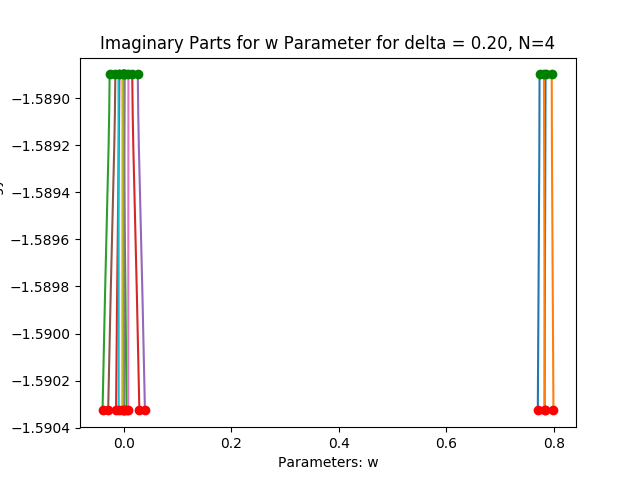 Imaginary Parts for w Parameter for delta = 0.20, N=4
−1.5890
−1.5892
−1.5894
−1.5896
−1.5898
−1.5900
−1.5902
−1.5904
0.0 0.2 0.4 0.6 0.8
Parameters: w